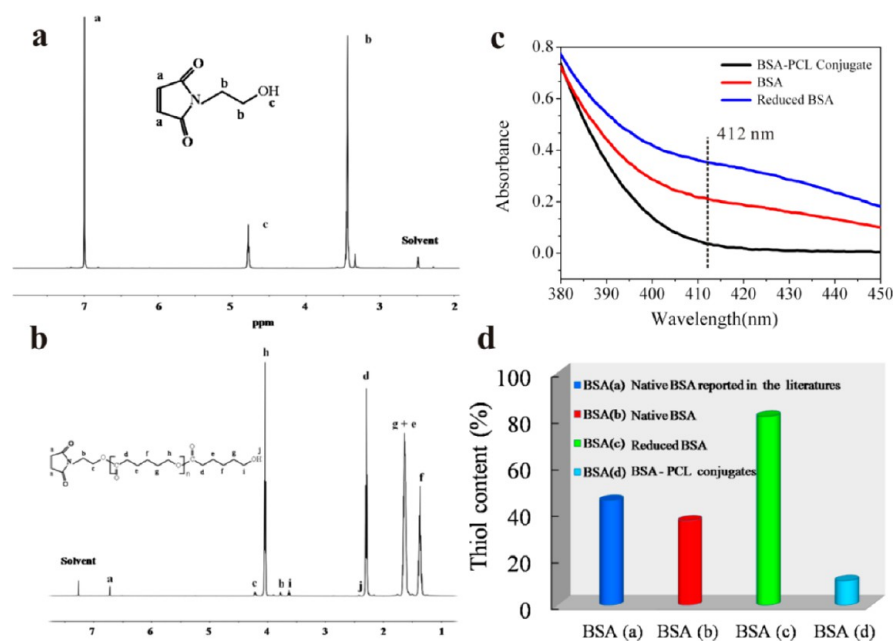 a
a
b
O
a
N
b
b
OH
c
a
O
c
Solvent
7
6
5
4
3
2
ppm
b
h
d
g + e
f
Solvent
a
c
b
i
j
7
6
5
4
3
2
1
c
0.8
0.6
0.4
0.2
0.0
Absorbance
BSA-PCL Conjugate
BSA
Reduced BSA
412 nm
380 390 400 410 420 430 440 450
Wavelength(nm)
d
100
80
60
40
20
0
Thiol content (%)
BSA(a) Native BSA reported in the literatures
BSA(b) Native BSA
BSA(c) Reduced BSA
BSA(d) BSA - PCL conjugates
BSA (a) BSA (b) BSA (c) BSA (d)